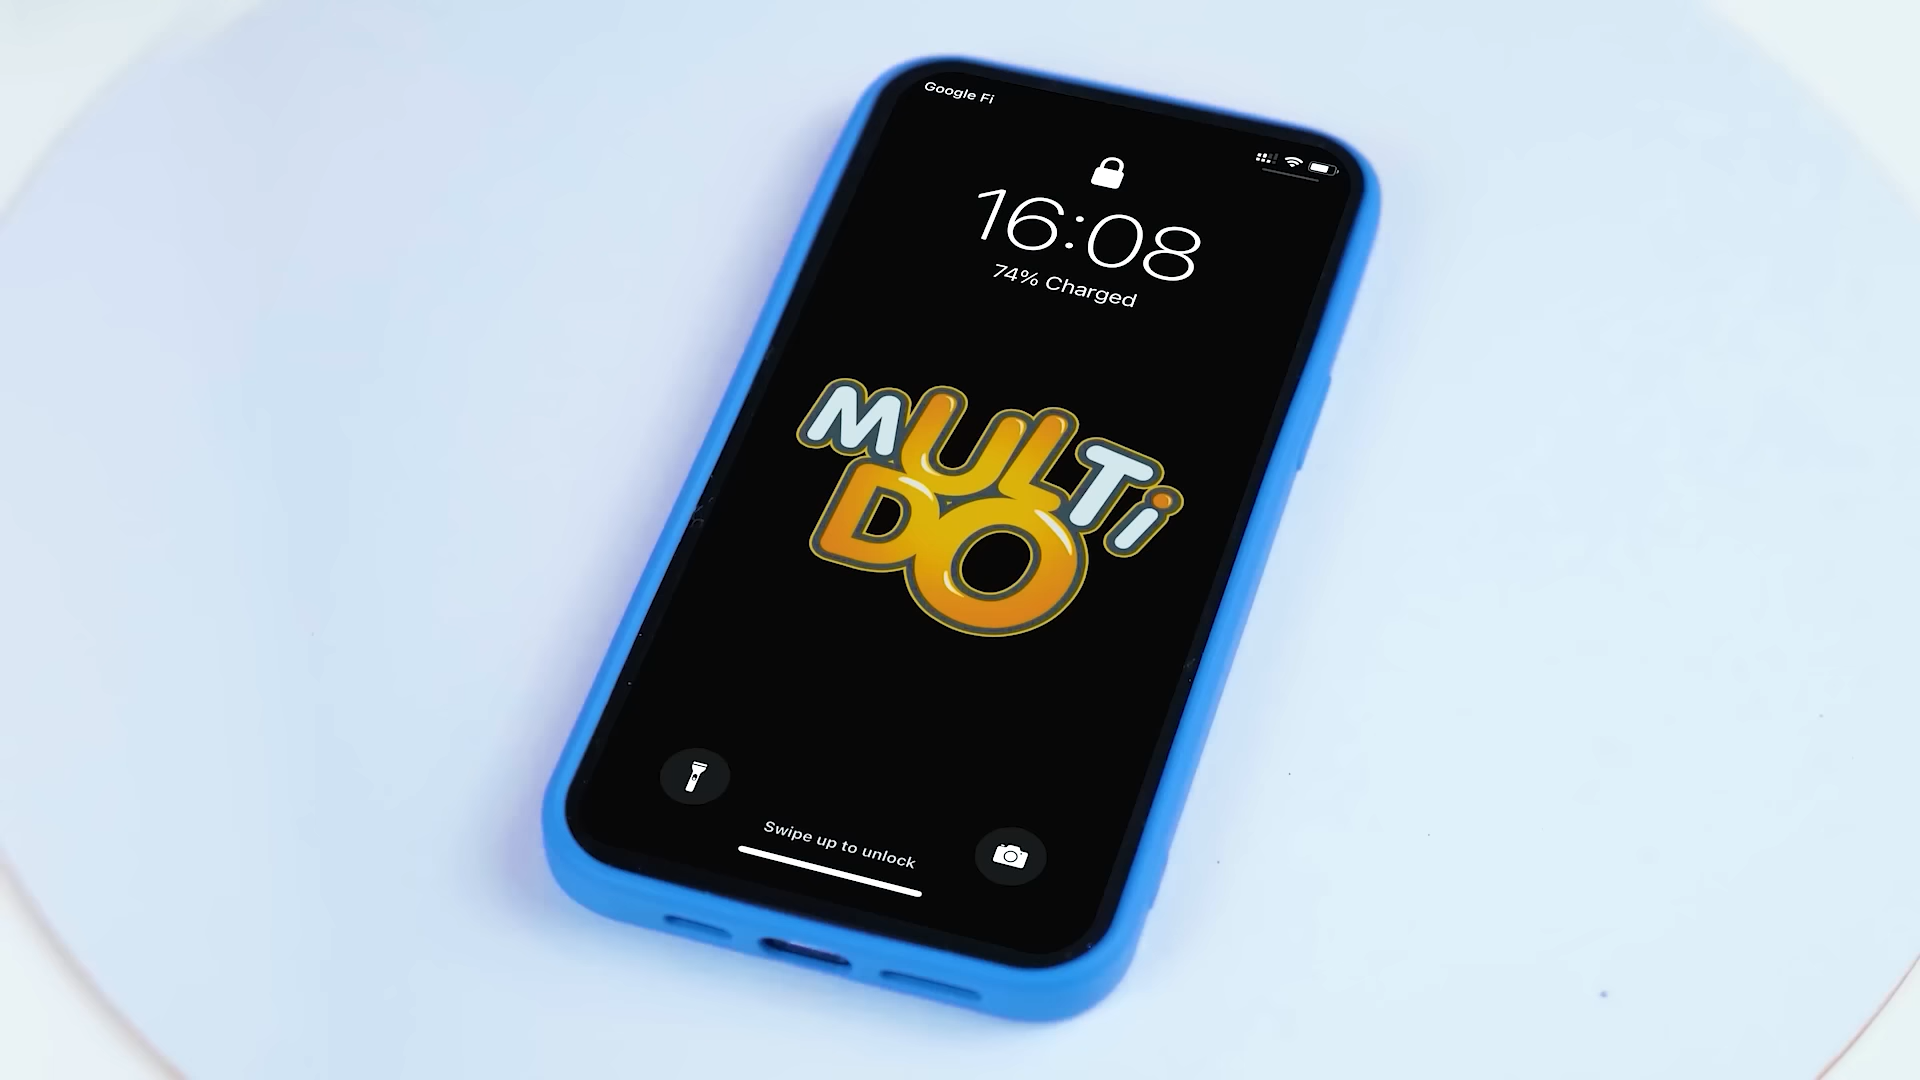 Google Fi
16:08
74% Charged
MULTi
DO
Swipe up to unlock